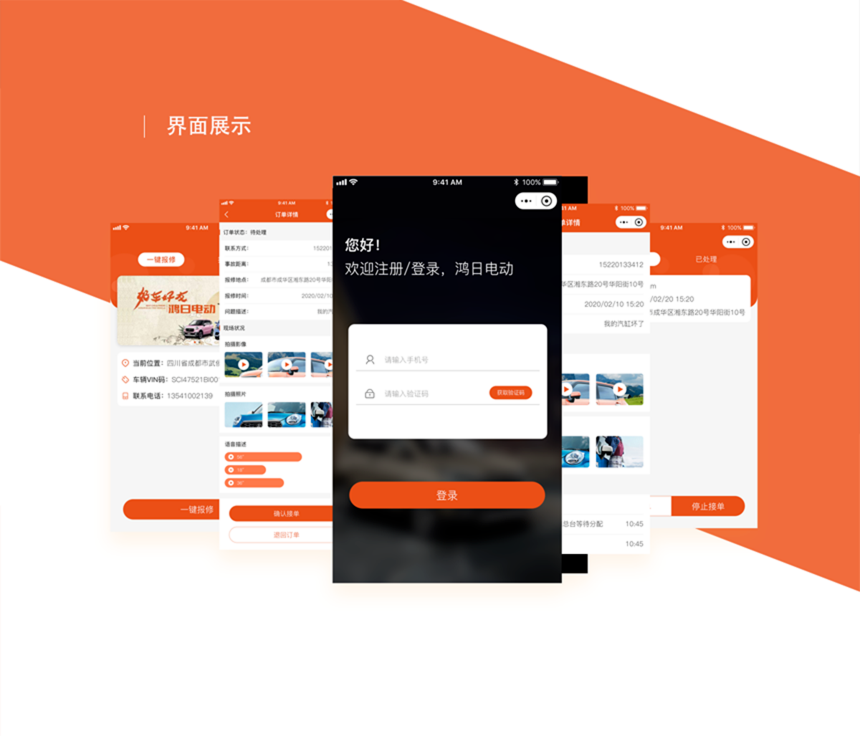 界面展示
9:41 AM
一键报修
鸿日电动
当前位置：四川省成都市武侯
车辆VIN码：SCI47521BI00
联系电话：13541002139
一键报修
9:41 AM
订单详情
订单状态：待处理
联系方式：
15220
事故距离：
报修地点：
成都市成华区湘东路20号华阳
报修时间：
2020/02/10
问题描述：
我的汽
现场状况
拍摄影像
拍摄照片
语音描述
确认接单
退回订单
9:41 AM
100%
您好！
欢迎注册/登录，鸿日电动
请输入手机号
请输入验证码
获取验证码
登录
41 AM
100%
单详情
15220133412
华区湘东路20号华阳街10号
2020/02/10 15:20
我的汽缸坏了
总台等待分配
10:45
10:45
9:41 AM
100%
已处理
m
/02/20 15:20
成华区湘东路20号华阳街10号
停止接单